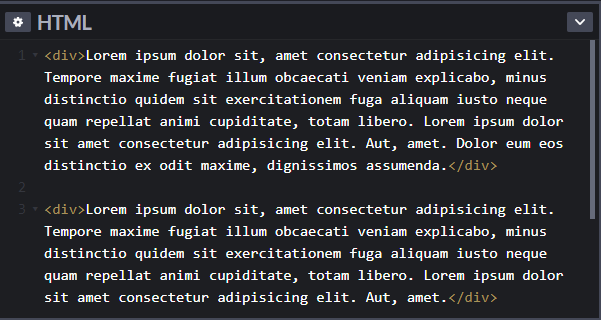 HTML
1 <div>Lorem ipsum dolor sit, amet consectetur adipisicing elit.
Tempore maxime fugiat illum obcaecati veniam explicabo, minus
distinctio quidem sit exercitationem fuga aliquam iusto neque
quam repellat animi cupiditate, totam libero. Lorem ipsum dolor
sit amet consectetur adipisicing elit. Aut, amet. Dolor eum eos
distinctio ex odit maxime, dignissimos assumenda.</div>
2
3 <div>Lorem ipsum dolor sit, amet consectetur adipisicing elit.
Tempore maxime fugiat illum obcaecati veniam explicabo, minus
distinctio quidem sit exercitationem fuga aliquam iusto neque
quam repellat animi cupiditate, totam libero. Lorem ipsum dolor
sit amet consectetur adipisicing elit. Aut, amet.</div>